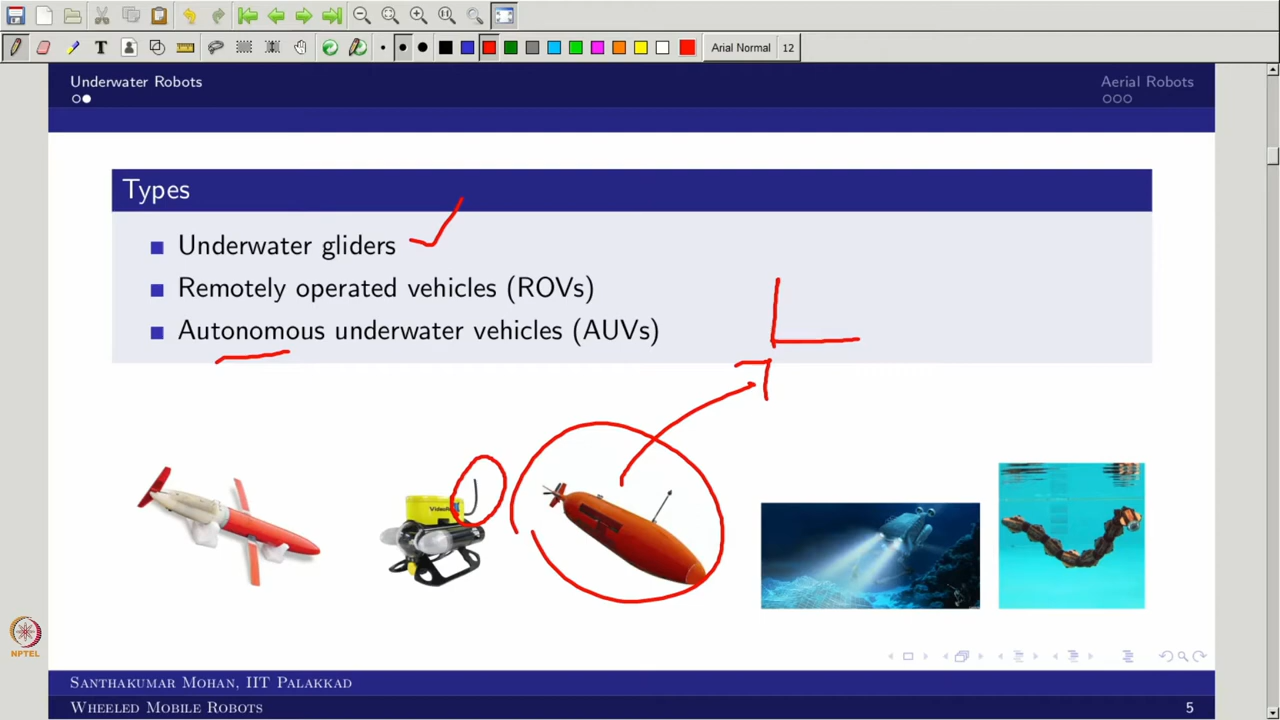 Arial Normal 12
Underwater Robots
Aerial Robots
Types
Underwater gliders
Remotely operated vehicles (ROVs)
Autonomous underwater vehicles (AUVs)
NPTEL
Santhakumar Mohan, IIT Palakkad
Wheeled Mobile Robots 5